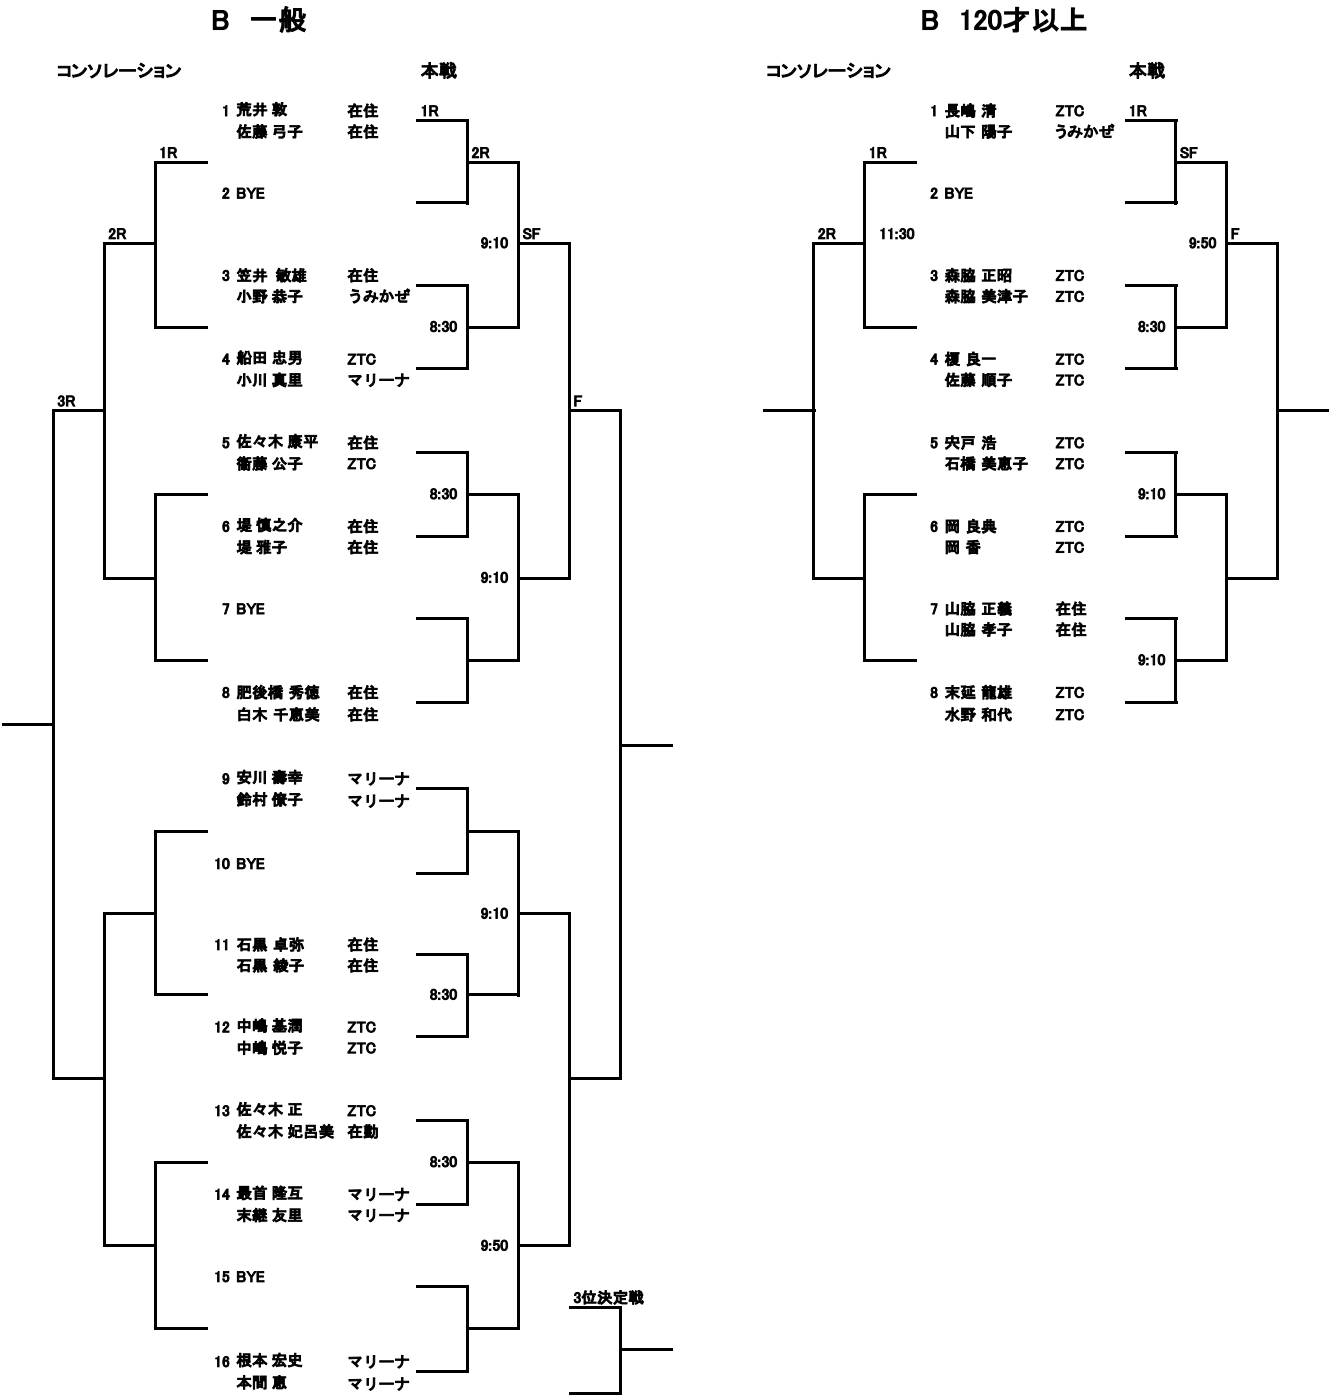 B 一般
コンソレーション 本戦
1 荒井 敦 在住 1R
佐藤 弓子 在住
1R 2R
2 BYE
2R 9:10 SF
3 笠井 敏雄 在住
小野 恭子 うみかぜ
8:30
4 船田 忠男 ZTC
小川 真里 マリーナ
3R F
5 佐々木 康平 在住
衞藤 公子 ZTC
8:30
6 堤 慎之介 在住
堤 雅子 在住
9:10
7 BYE
8 肥後橋 秀徳 在住
白木 千恵美 在住
9 安川 壽幸 マリーナ
鈴村 僚子 マリーナ
10 BYE
9:10
11 石黒 卓弥 在住
石黒 綾子 在住
8:30
12 中嶋 基潤 ZTC
中嶋 悦子 ZTC
13 佐々木 正 ZTC
佐々木 妃呂美 在勤
8:30
14 最首 隆互 マリーナ
末継 友里 マリーナ
9:50
15 BYE
3位決定戦
16 根本 宏史 マリーナ
本間 恵 マリーナ
B 120才以上
コンソレーション 本戦
1 長嶋 清 ZTC 1R
山下 陽子 うみかぜ
1R SF
2 BYE
2R 11:30 9:50 F
3 森脇 正昭 ZTC
森脇 美津子 ZTC
8:30
4 榎 良一 ZTC
佐藤 順子 ZTC
5 宍戸 浩 ZTC
石橋 美恵子 ZTC
9:10
6 岡 良典 ZTC
岡 香 ZTC
7 山脇 正義 在住
山脇 孝子 在住
9:10
8 末延 龍雄 ZTC
水野 和代 ZTC